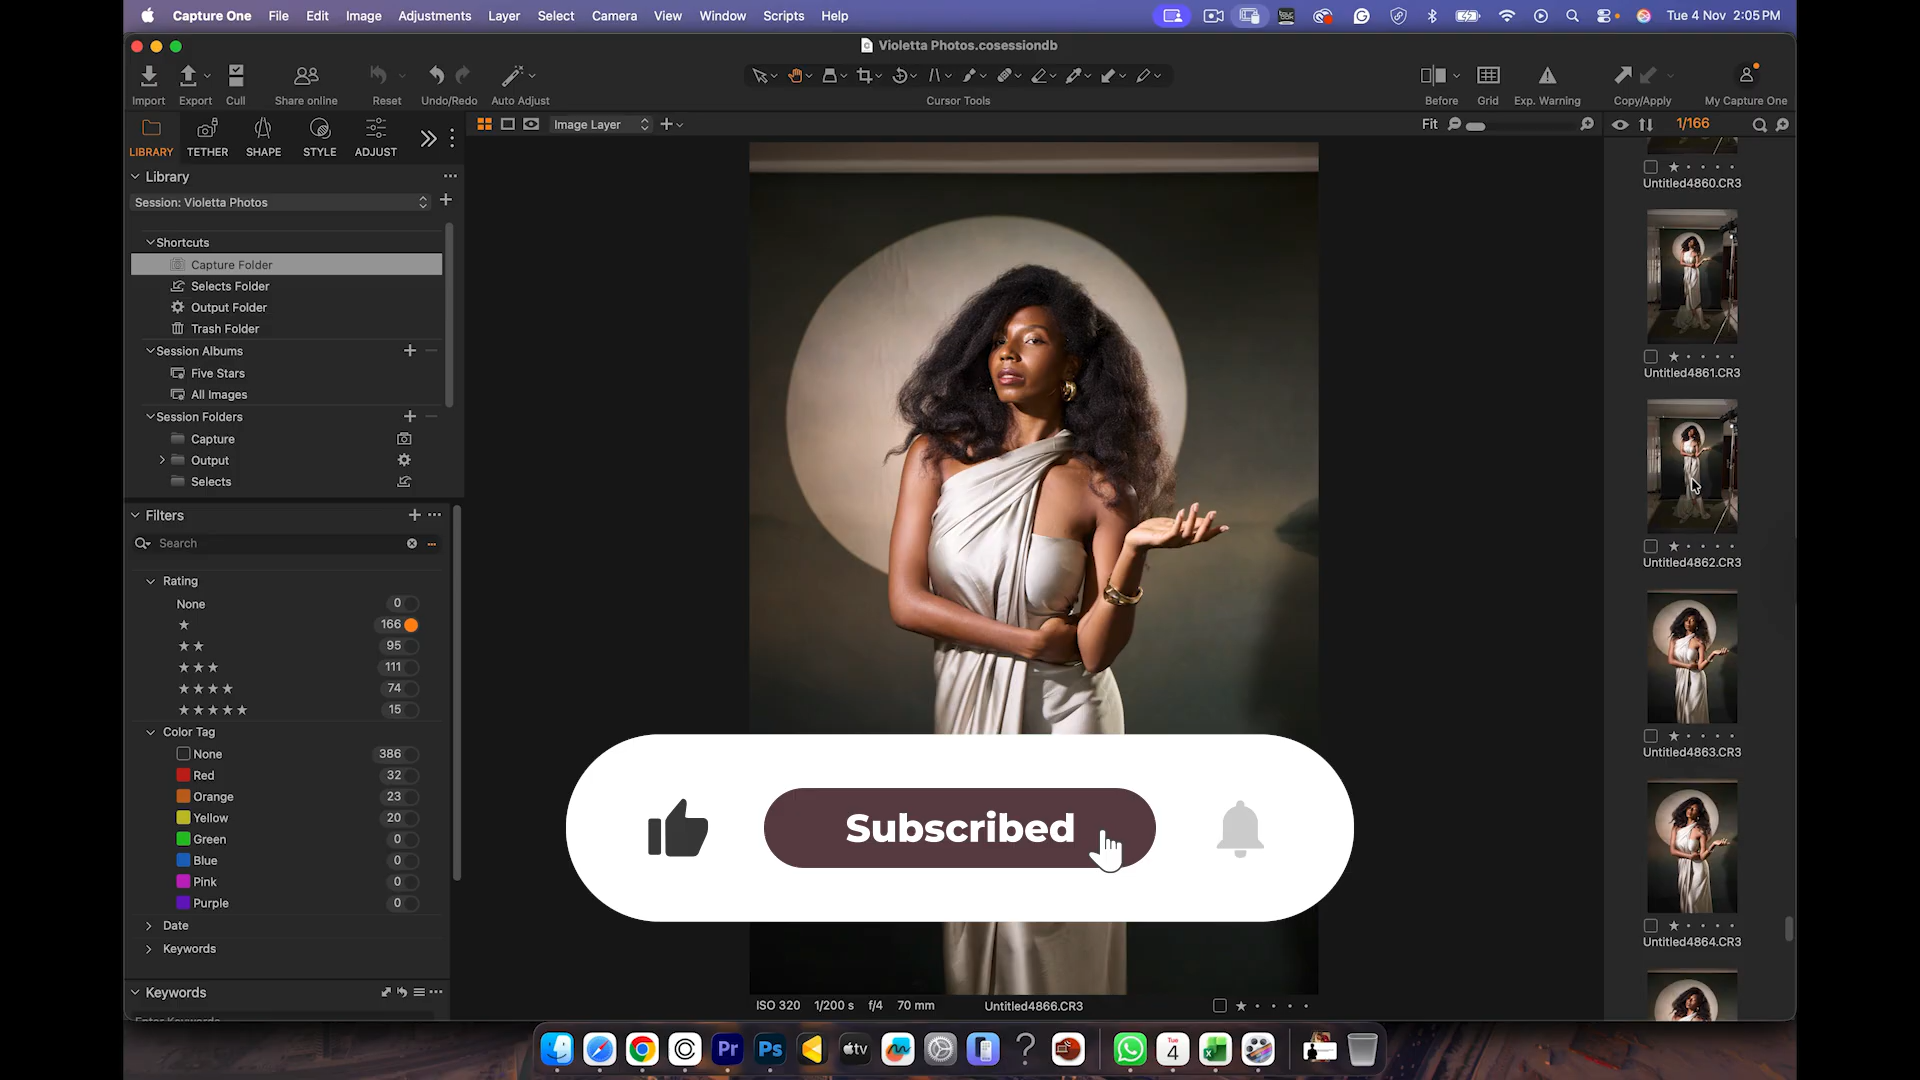 Capture One File Edit Image Adjustments Layer Select Camera View Window Scripts Help
Tue 4 Nov 2:05 PM
Violetta Photos.cosessiondb
Import Export Cull Share online Reset Undo/Redo Auto Adjust
Cursor Tools
Before Grid Exp. Warning Copy/Apply My Capture One
LIBRARY TETHER SHAPE STYLE ADJUST
Image Layer
Fit
1/166
Library
Session: Violetta Photos
Shortcuts
Capture Folder
Selects Folder
Output Folder
Trash Folder
Session Albums
Five Stars
All Images
Session Folders
Capture
Output
Selects
Filters
Search
Rating
None 0
★ 166
★★ 95
★★★ 111
★★★★ 74
★★★★★ 15
Color Tag
None 386
Red 32
Orange 23
Yellow 20
Green 0
Blue 0
Pink 0
Purple 0
Date
Keywords
Keywords
Subscribed
ISO 320 1/200 s f/4 70 mm Untitled4866.CR3
Untitled4860.CR3
Untitled4861.CR3
Untitled4862.CR3
Untitled4863.CR3
Untitled4864.CR3
Pr Ps tv
Tue
4